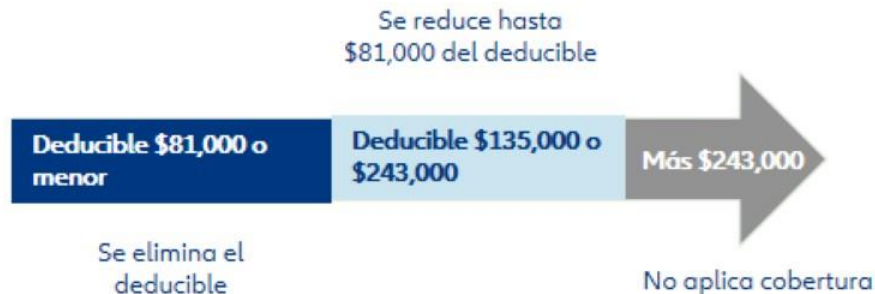 Se reduce hasta
$81,000 del deducible
Deducible $81,000 o
menor
Deducible $135,000 o
$243,000
Más $243,000
Se elimina el
deducible
No aplica cobertura